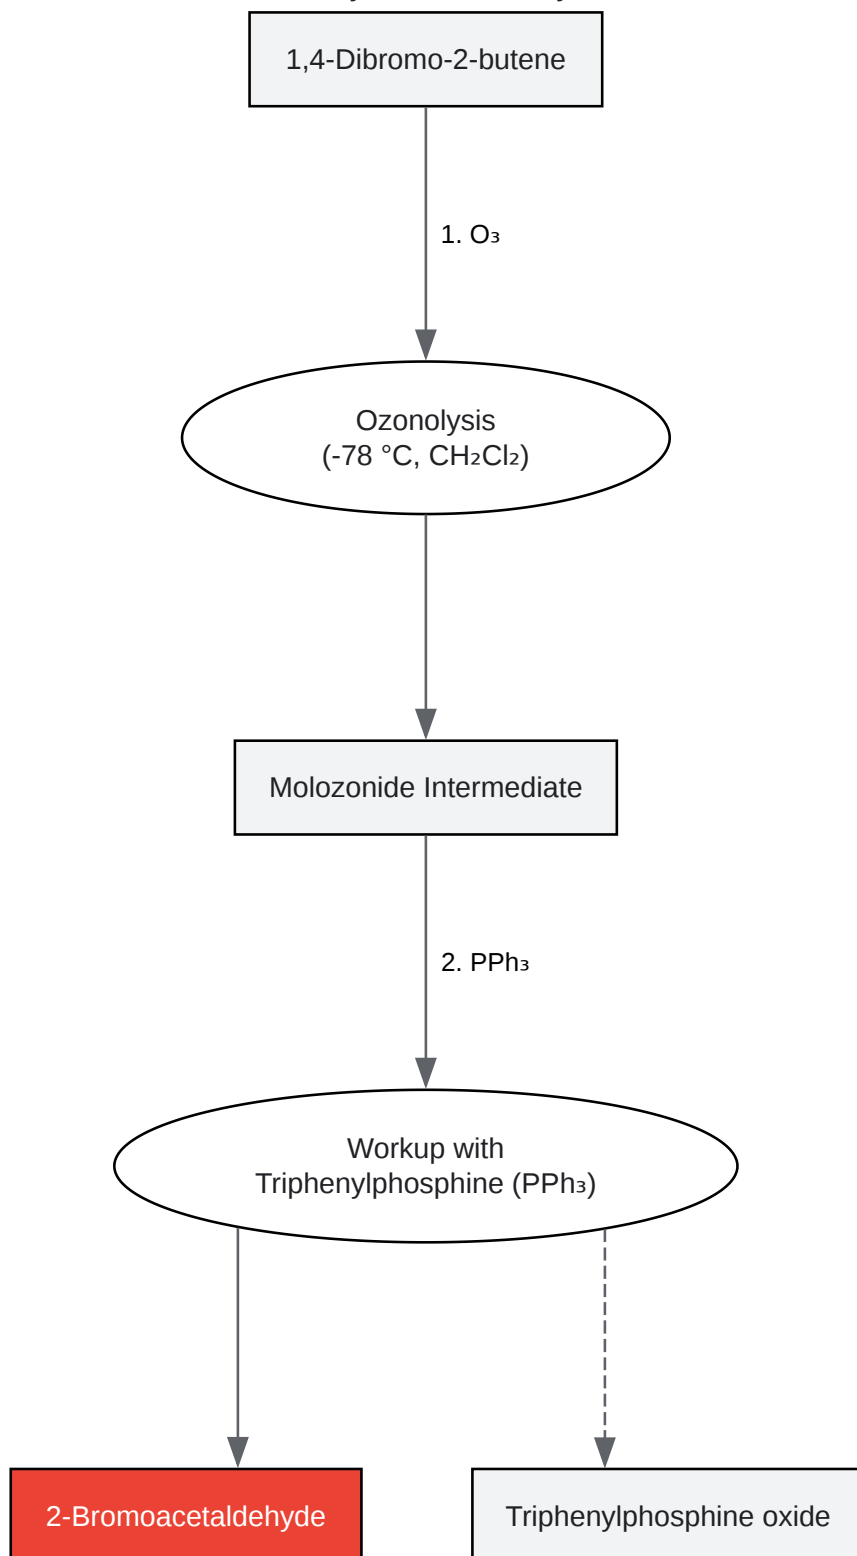 1,4-Dibromo-2-butene
1. O₃
Ozonolysis
(-78 °C, CH₂Cl₂)
Molozonide Intermediate
2. PPh₃
Workup with
Triphenylphosphine (PPh₃)
2-Bromoacetaldehyde
Triphenylphosphine oxide